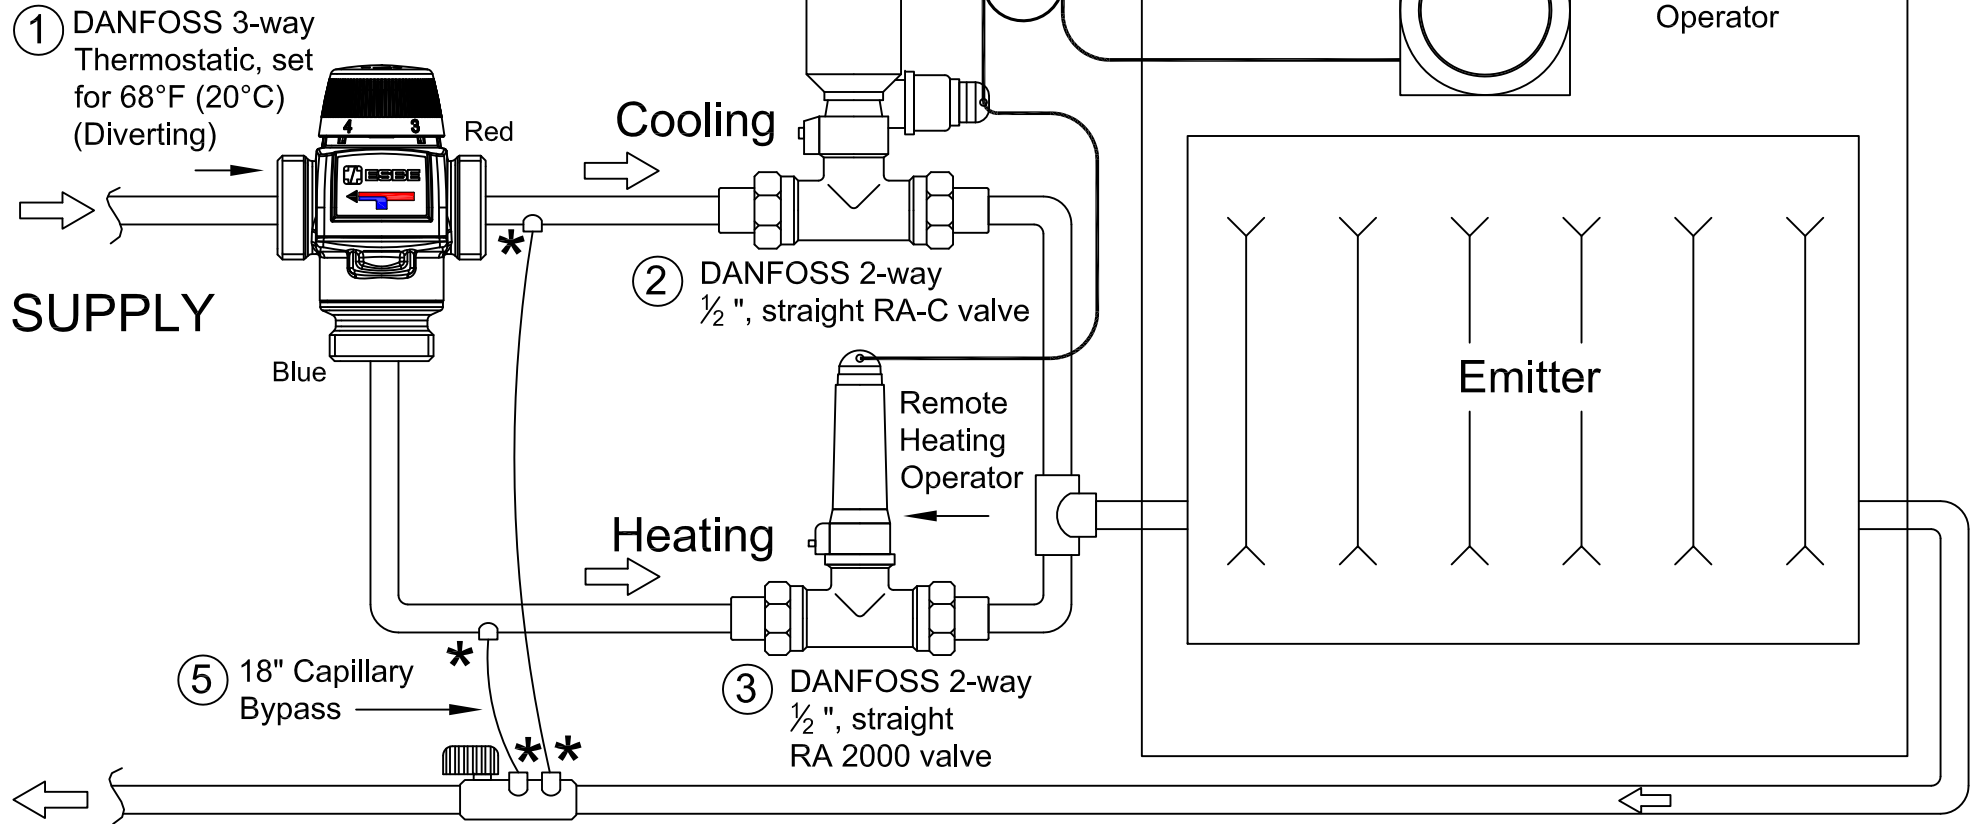 1 DANFOSS 3-way
Thermostatic, set
for 68°F (20°C)
(Diverting)
Operator
4 3
Red
ESBE
Cooling
SUPPLY
Blue
2 DANFOSS 2-way
½ ", straight RA-C valve
*
Remote
Heating
Operator
Emitter
Heating
*
5 18" Capillary
Bypass
3 DANFOSS 2-way
½ ", straight
RA 2000 valve
* *